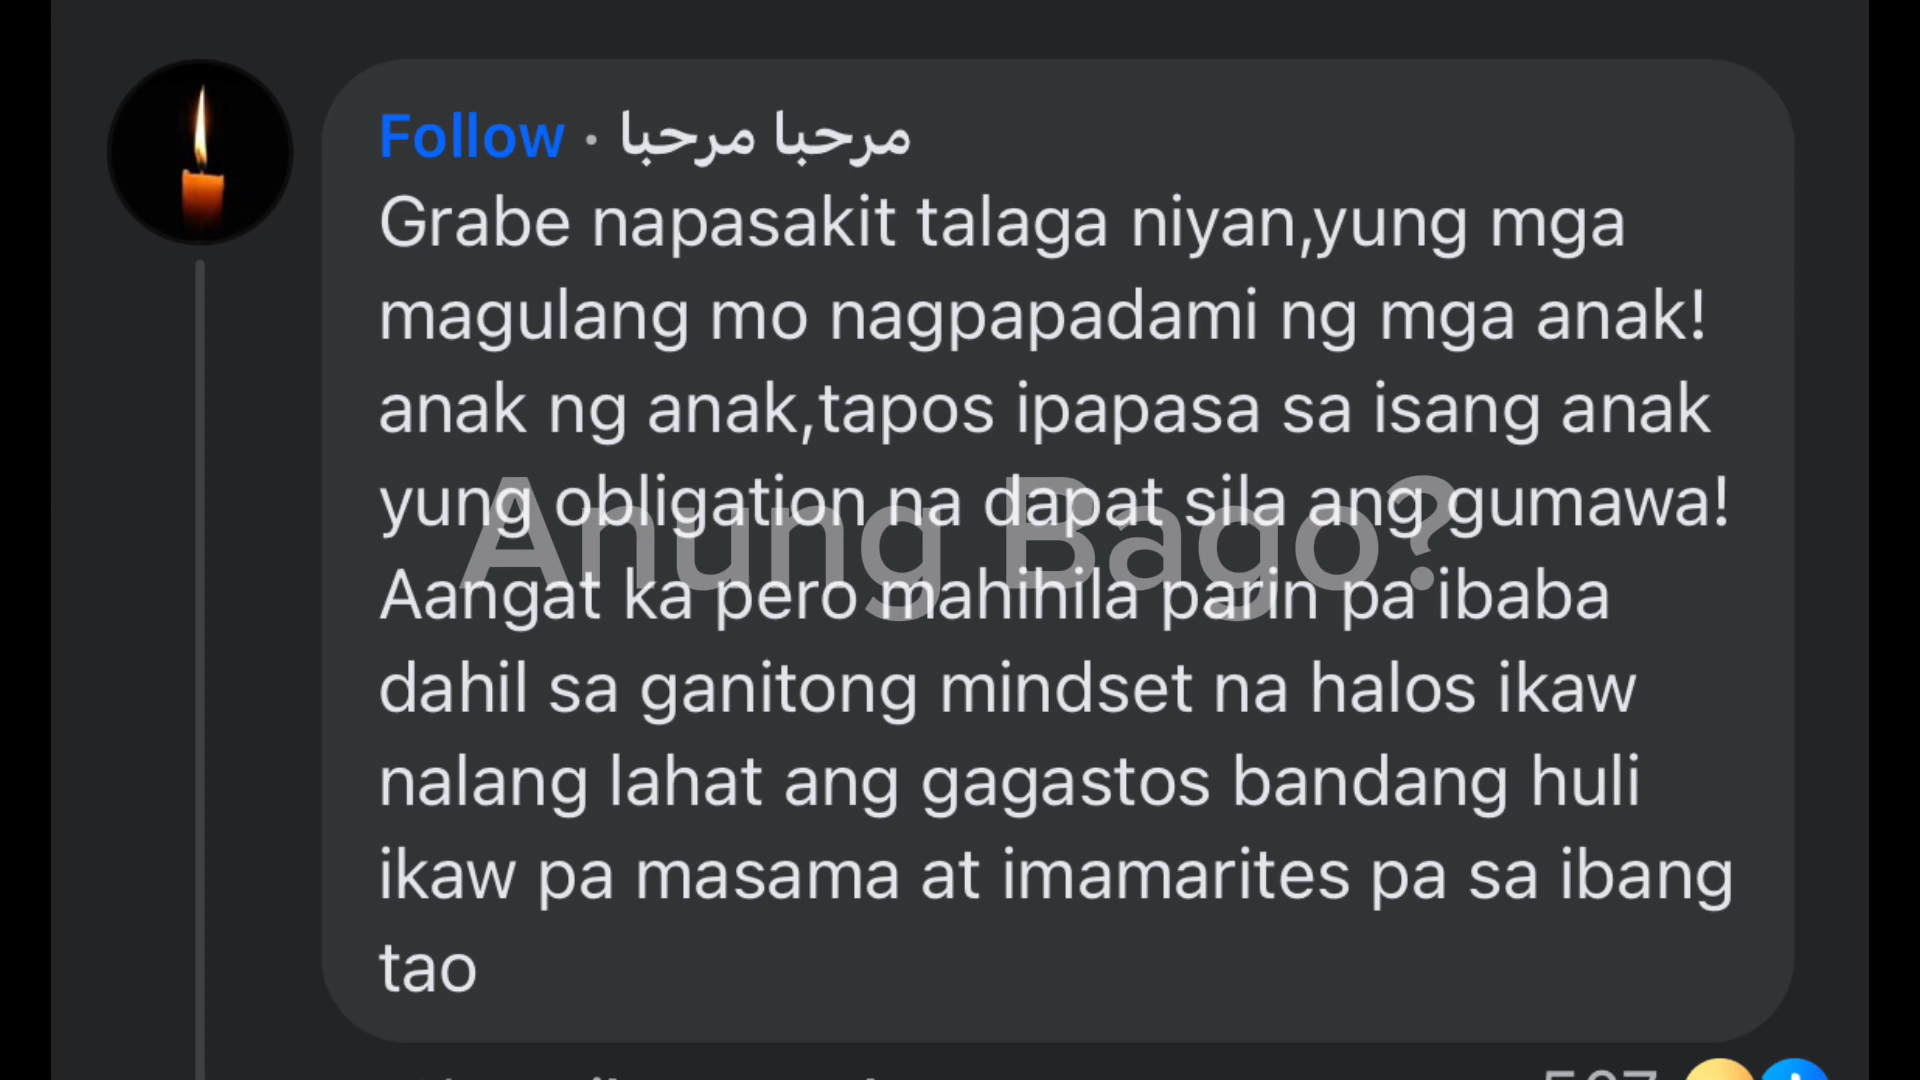 Follow · مرحبا مرحبا
Grabe napasakit talaga niyan,yung mga
magulang mo nagpapadami ng mga anak!
anak ng anak,tapos ipapasa sa isang anak
yung obligation na dapat sila ang gumawa!
Anung Bago?
Aangat ka pero mahihila parin pa ibaba
dahil sa ganitong mindset na halos ikaw
nalang lahat ang gagastos bandang huli
ikaw pa masama at imamarites pa sa ibang
tao